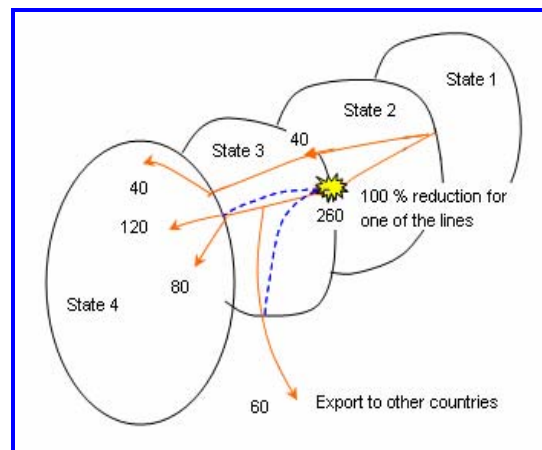 State 1
State 2
State 3
40
40
100 % reduction for
one of the lines
260
120
80
State 4
60
Export to other countries